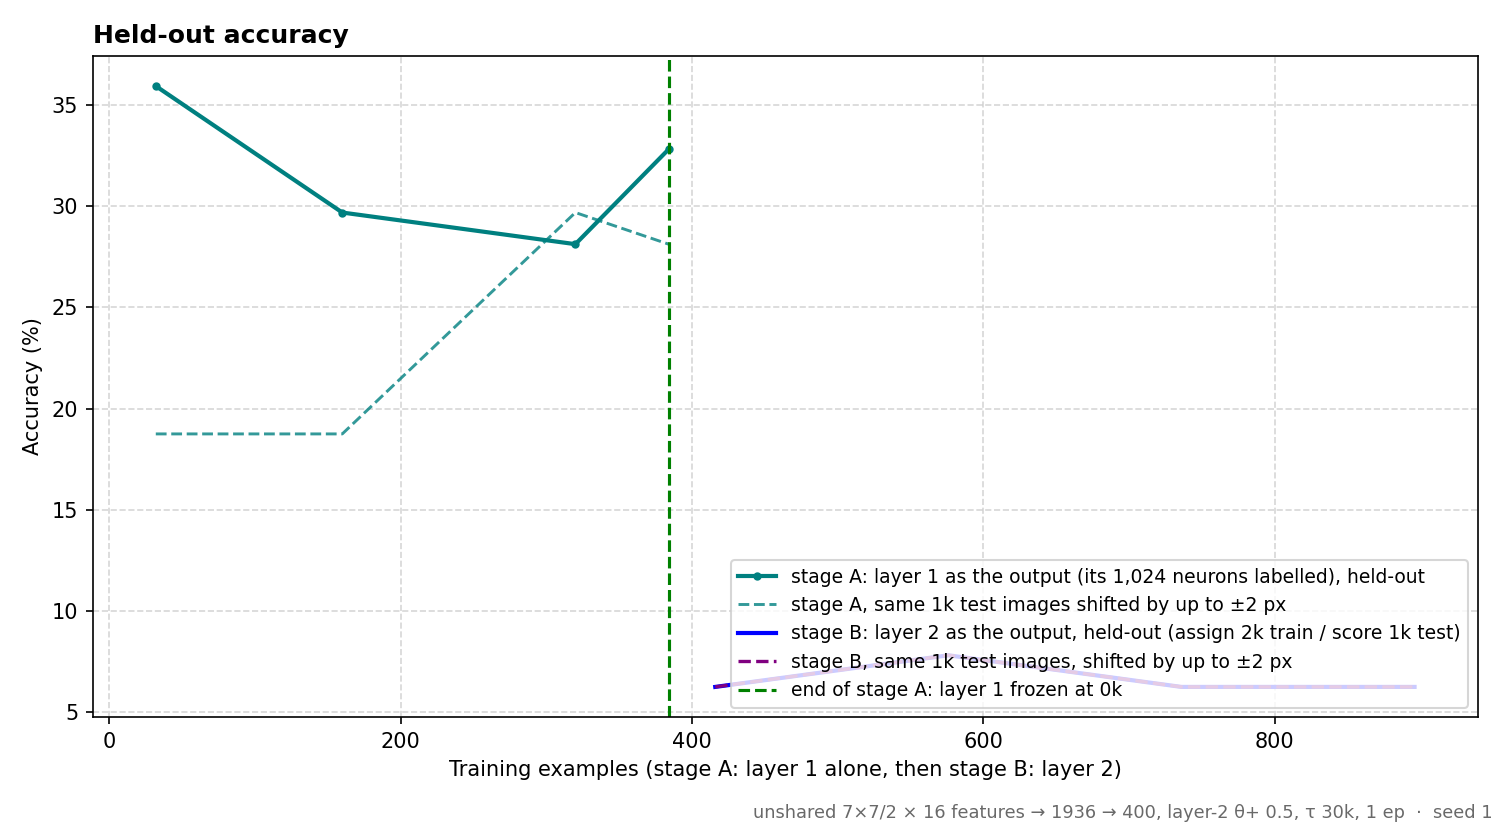 Held-out accuracy
Accuracy (%)
35
30
25
20
15
10
5
stage A: layer 1 as the output (its 1,024 neurons labelled), held-out
stage A, same 1k test images shifted by up to ±2 px
stage B: layer 2 as the output, held-out (assign 2k train / score 1k test)
stage B, same 1k test images, shifted by up to ±2 px
end of stage A: layer 1 frozen at 0k
0 200 400 600 800
Training examples (stage A: layer 1 alone, then stage B: layer 2)
unshared 7×7/2 × 16 features → 1936 → 400, layer-2 θ+ 0.5, τ 30k, 1 ep · seed 1